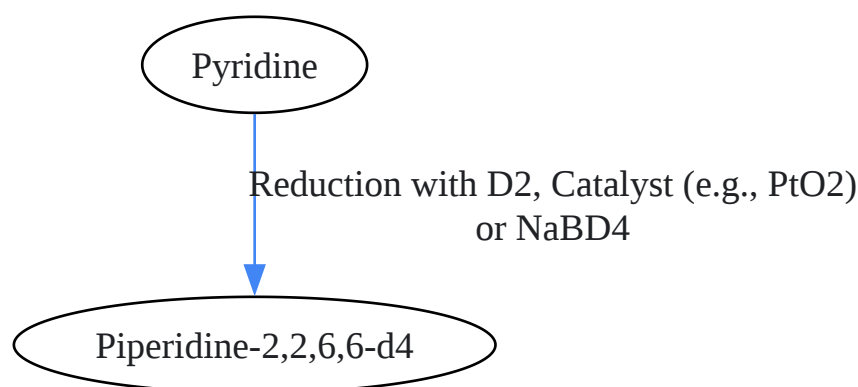 Pyridine
Reduction with D2, Catalyst (e.g., PtO2)
or NaBD4
Piperidine-2,2,6,6-d4